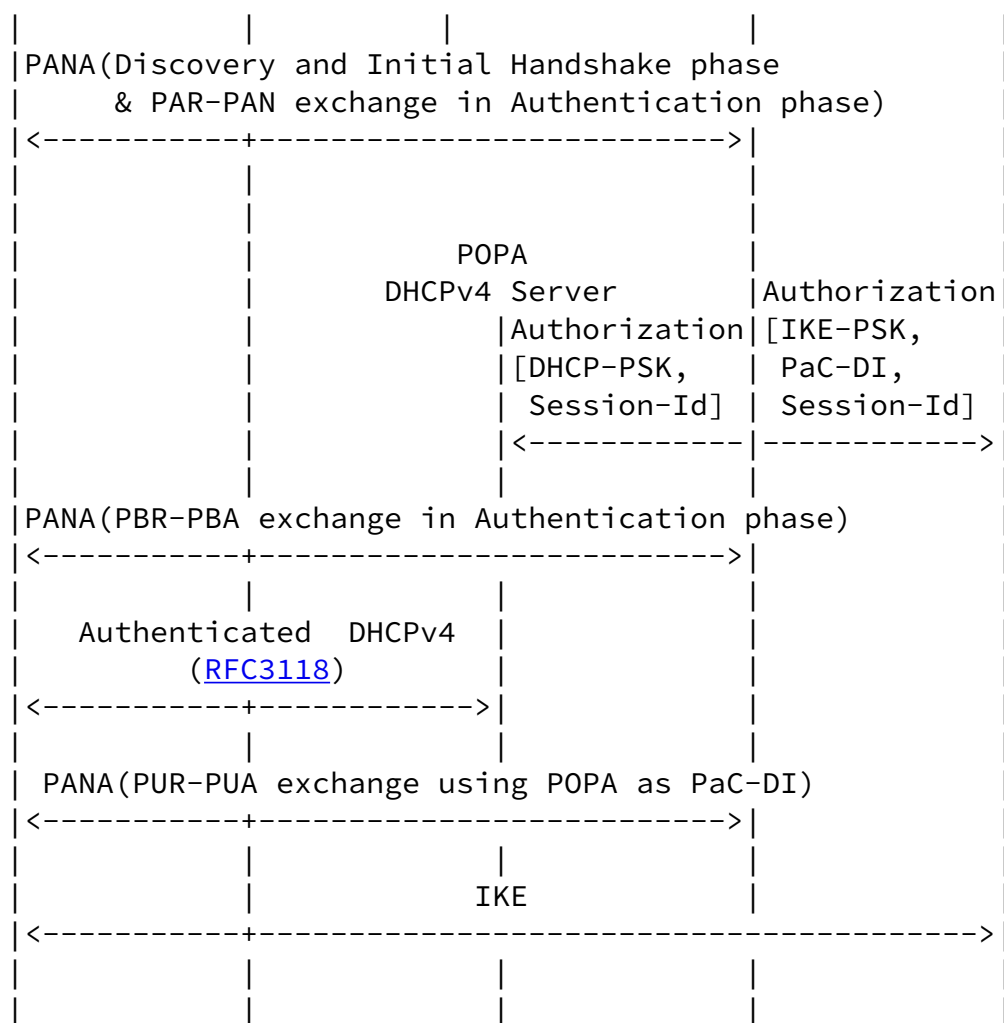 PANA(Discovery and Initial Handshake phase
& PAR-PAN exchange in Authentication phase)
POPA
DHCPv4 Server Authorization
Authorization [IKE-PSK,
[DHCP-PSK, PaC-DI,
Session-Id] Session-Id]
PANA(PBR-PBA exchange in Authentication phase)
Authenticated DHCPv4
(RFC3118)
PANA(PUR-PUA exchange using POPA as PaC-DI)
IKE